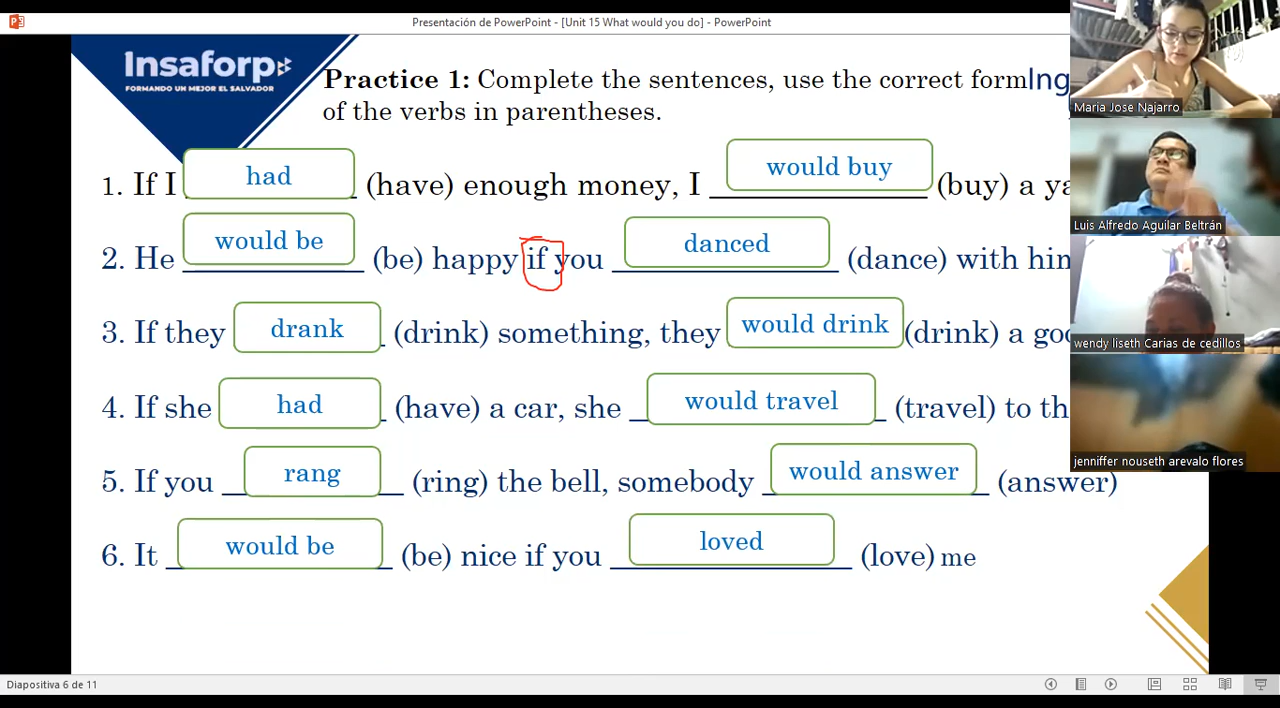 Presentación de PowerPoint - [Unit 15 What would you do] - PowerPoint
Insaforp
FORMANDO UN MEJOR EL SALVADOR
Practice 1: Complete the sentences, use the correct form Ing
of the verbs in parentheses.
1. If I had (have) enough money, I would buy (buy) a ya
2. He would be (be) happy if you danced (dance) with him
3. If they drank (drink) something, they would drink (drink) a goo
4. If she had (have) a car, she would travel (travel) to th
5. If you rang (ring) the bell, somebody would answer (answer)
6. It would be (be) nice if you loved (love) me
Maria Jose Najarro
Luis Alfredo Aguilar Beltrán
wendy liseth Carias de cedillos
jenniffer nouseth arevalo flores
Diapositiva 6 de 11